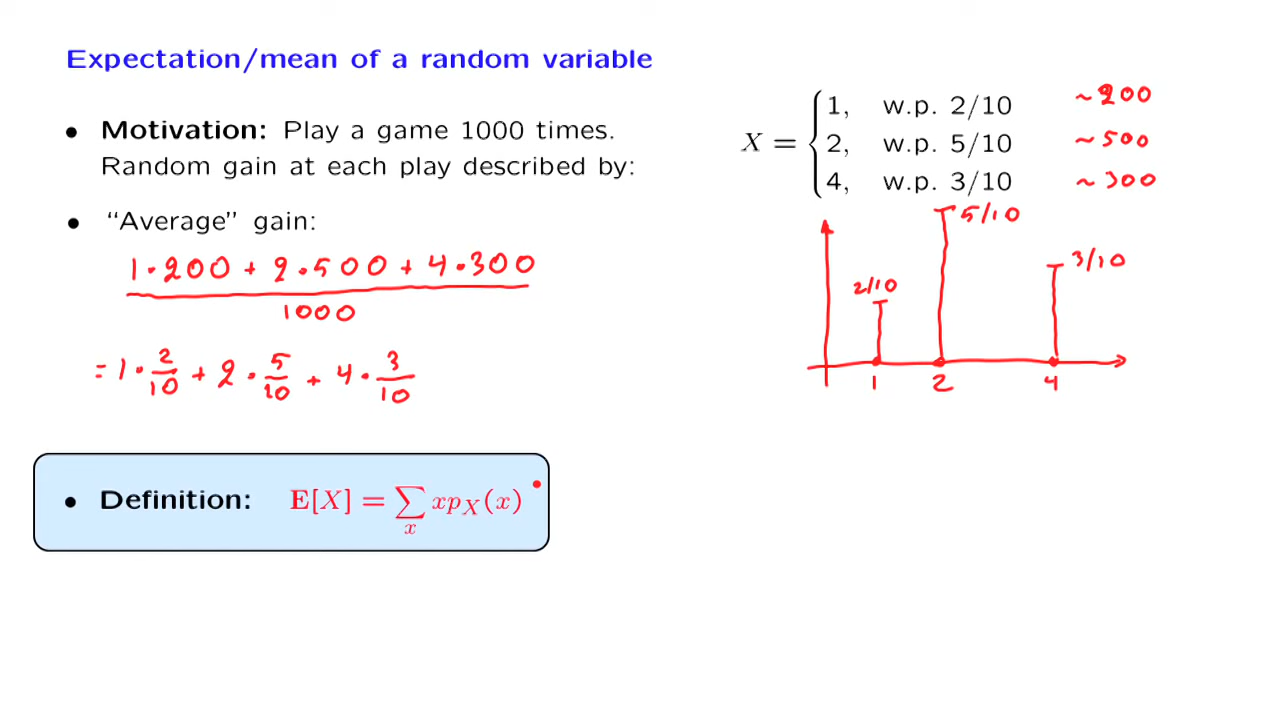 Expectation/mean of a random variable
• Motivation: Play a game 1000 times.
Random gain at each play described by:
• “Average” gain:
1·200 + 2·500 + 4·300
1000
= 1·2/10 + 2·5/10 + 4·3/10
• Definition: E[X] = ∑ₓ x p_X(x)
X = { 1, w.p. 2/10 ~200
2, w.p. 5/10 ~500
4, w.p. 3/10 ~300
5/10
3/10
2/10
1 2 4